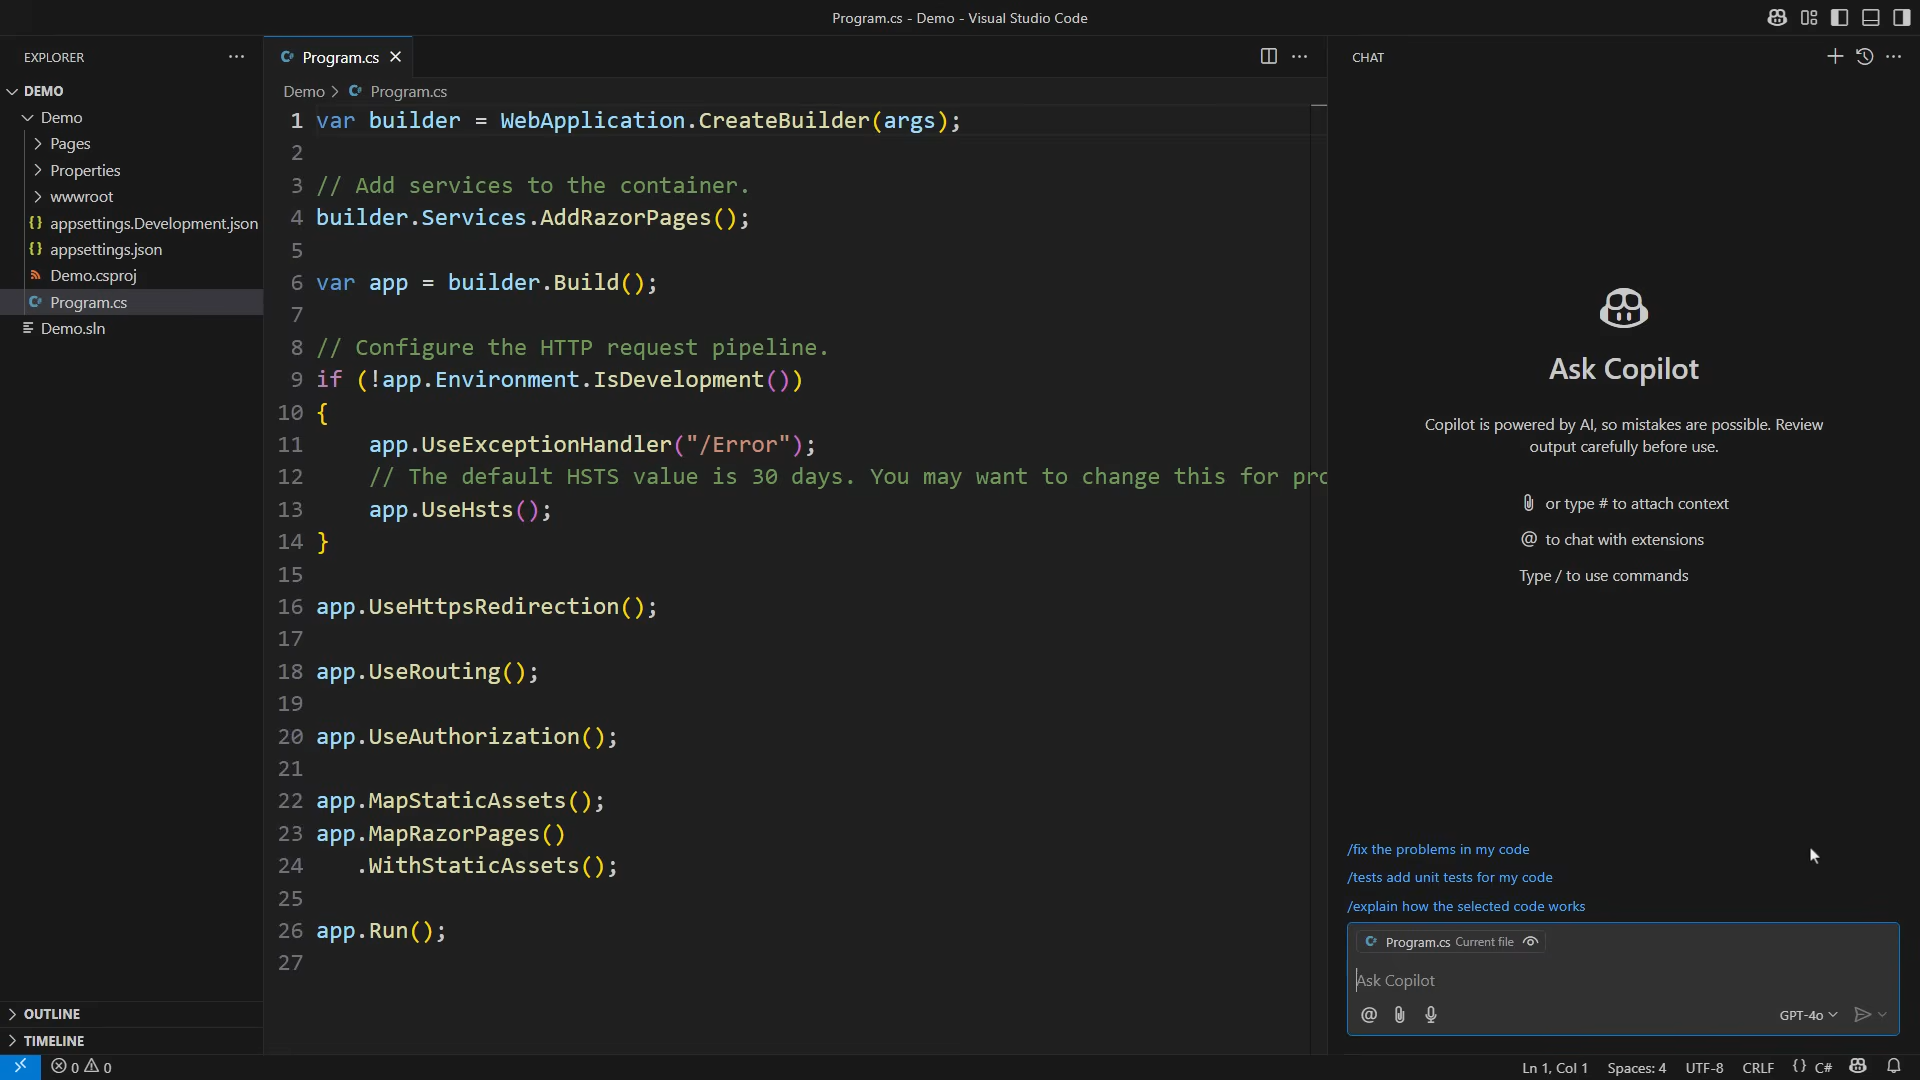 Program.cs - Demo - Visual Studio Code
EXPLORER
DEMO
Demo
Pages
Properties
wwwroot
appsettings.Development.json
appsettings.json
Demo.csproj
Program.cs
Demo.sln
OUTLINE
TIMELINE
Program.cs
Demo > Program.cs
1 var builder = WebApplication.CreateBuilder(args);
2
3 // Add services to the container.
4 builder.Services.AddRazorPages();
5
6 var app = builder.Build();
7
8 // Configure the HTTP request pipeline.
9 if (!app.Environment.IsDevelopment())
10 {
11     app.UseExceptionHandler("/Error");
12     // The default HSTS value is 30 days. You may want to change this for pro
13     app.UseHsts();
14 }
15
16 app.UseHttpsRedirection();
17
18 app.UseRouting();
19
20 app.UseAuthorization();
21
22 app.MapStaticAssets();
23 app.MapRazorPages()
24    .WithStaticAssets();
25
26 app.Run();
27
CHAT
Ask Copilot
Copilot is powered by AI, so mistakes are possible. Review
output carefully before use.
or type # to attach context
@ to chat with extensions
Type / to use commands
/fix the problems in my code
/tests add unit tests for my code
/explain how the selected code works
Program.cs Current file
Ask Copilot
@ GPT-4o
0 0
Ln 1, Col 1 Spaces: 4 UTF-8 CRLF {} C#